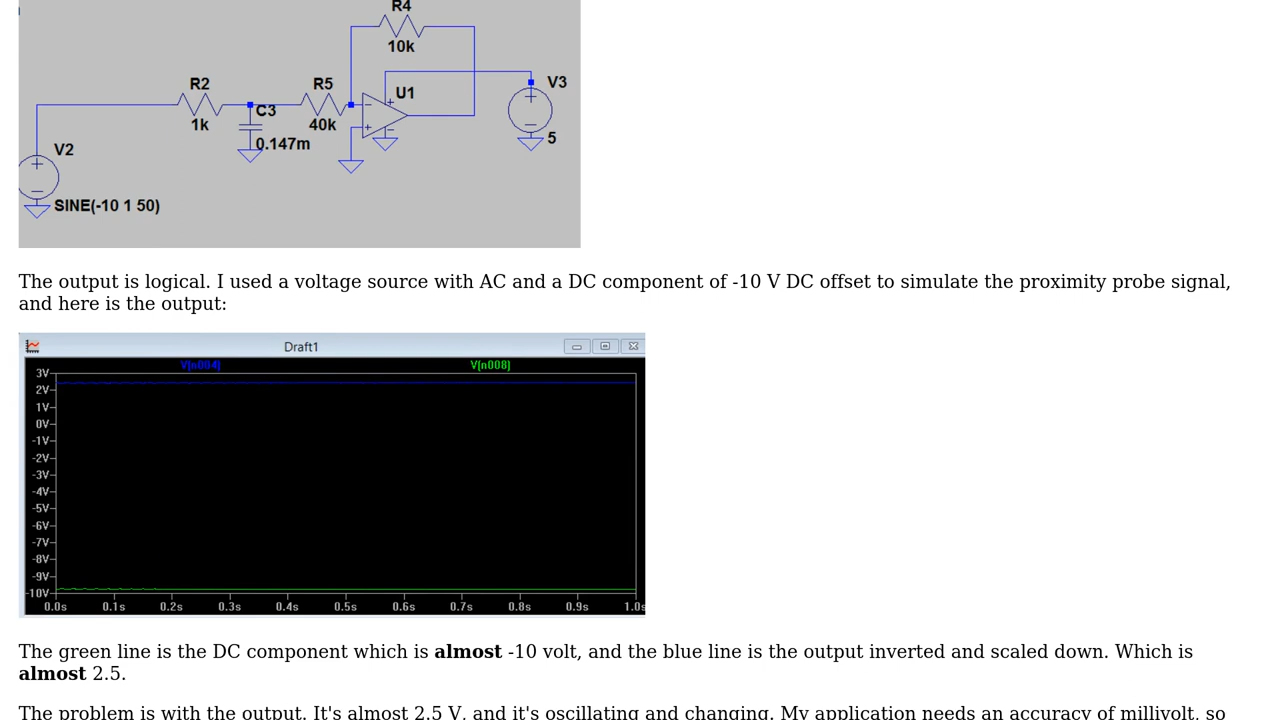 R4
10k
R2
R5
U1
V3
C3
1k
40k
0.147m
5
V2
SINE(-10 1 50)
The output is logical. I used a voltage source with AC and a DC component of -10 V DC offset to simulate the proximity probe signal,
and here is the output:
Draft1
V(n004)
V(n008)
3V
2V
1V
0V
-1V
-2V
-3V
-4V
-5V
-6V
-7V
-8V
-9V
-10V
0.0s 0.1s 0.2s 0.3s 0.4s 0.5s 0.6s 0.7s 0.8s 0.9s 1.0s
The green line is the DC component which is almost -10 volt, and the blue line is the output inverted and scaled down. Which is
almost 2.5.
The problem is with the output. It's almost 2.5 V, and it's oscillating and changing. My application needs an accuracy of millivolt, so